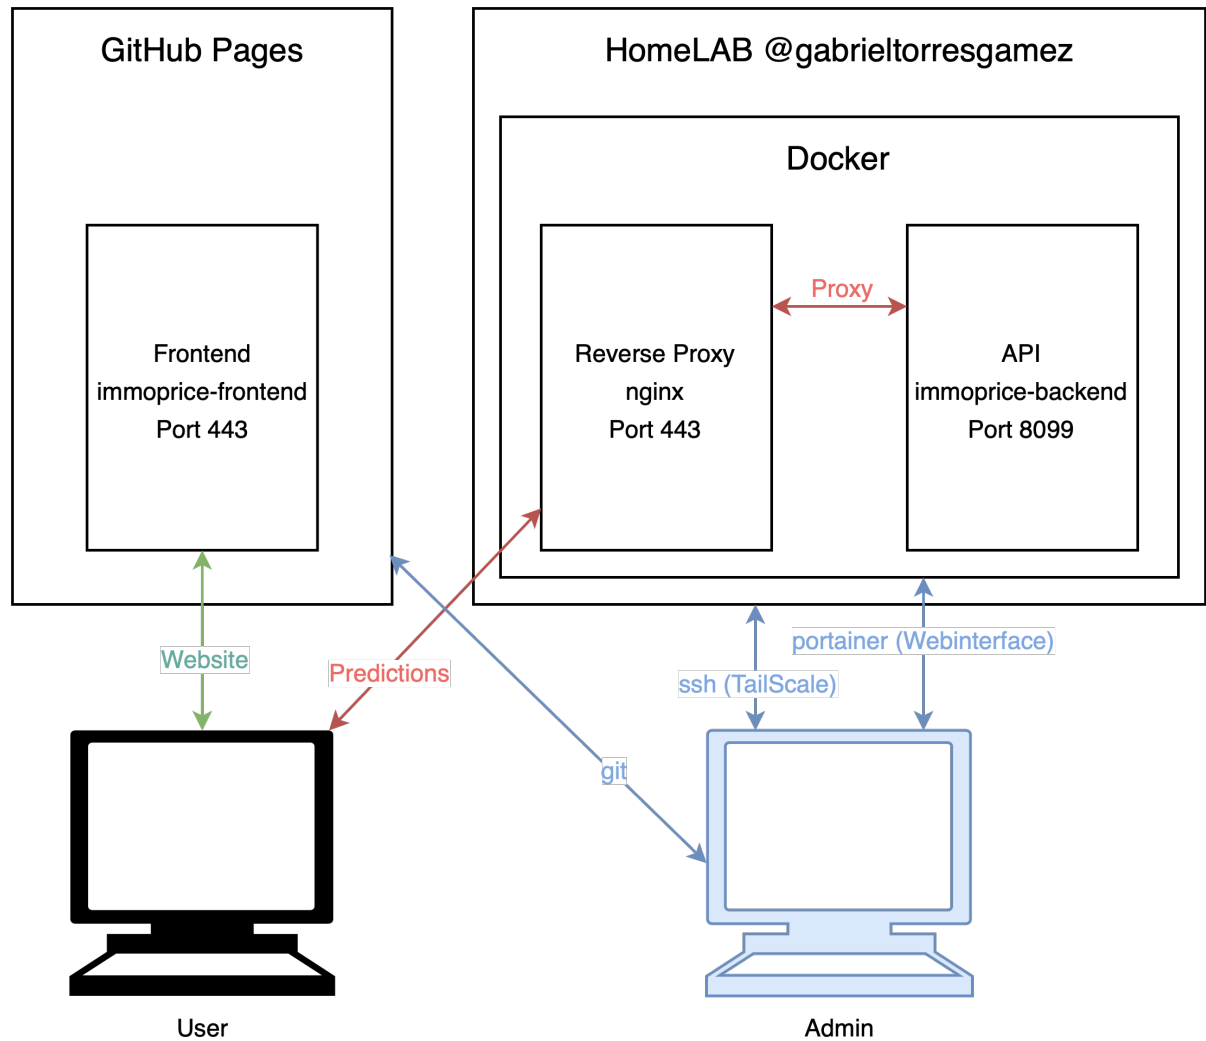 GitHub Pages
HomeLAB @gabrieltorresgamez
Docker
Frontend
immoprice-frontend
Port 443
Reverse Proxy
nginx
Port 443
Proxy
API
immoprice-backend
Port 8099
Website
Predictions
git
ssh (TailScale)
portainer (Webinterface)
User
Admin